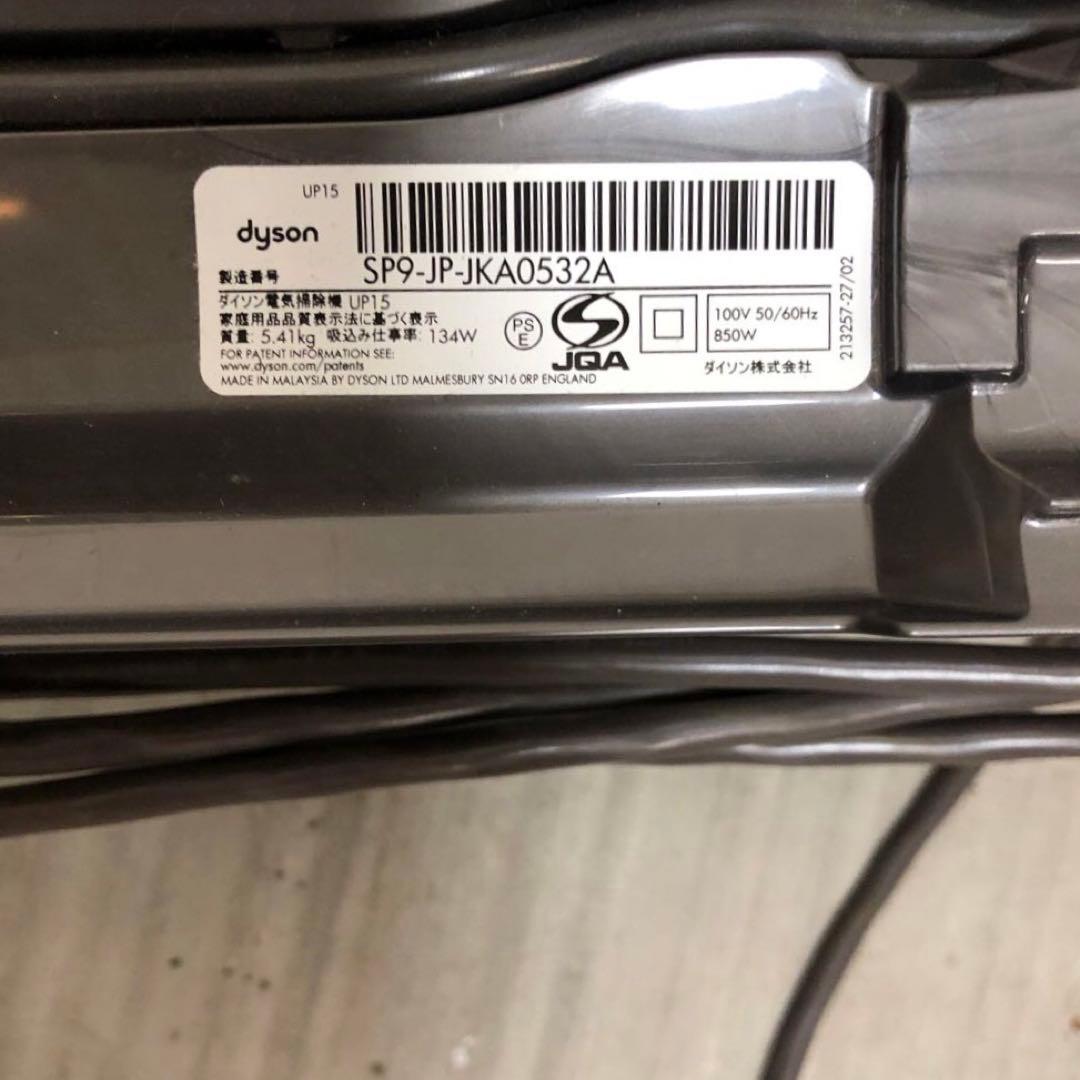 UP15
dyson
製造番号 SP9-JP-JKA0532A
ダイソン電気掃除機 UP15
家庭用品品質表示法に基づく表示
質量: 5.41kg 吸込み仕事率: 134W
FOR PATENT INFORMATION SEE:
www.dyson/patents
MADE IN MALAYSIA BY DYSON LTD MALMESBURY SN16 0RP ENGLAND
PS
E
JQA
100V 50/60Hz
850W
ダイソン株式会社
213257-27/02